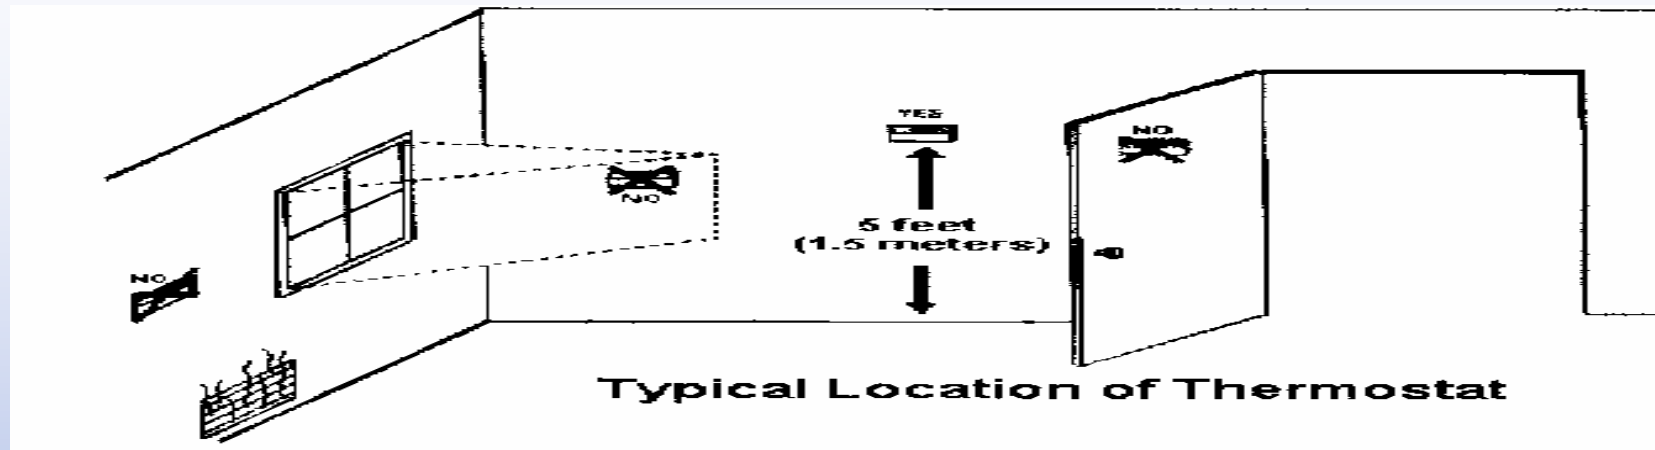 YES
NO
NO
5 feet
(1.5 meters)
NO
Typical Location of Thermostat